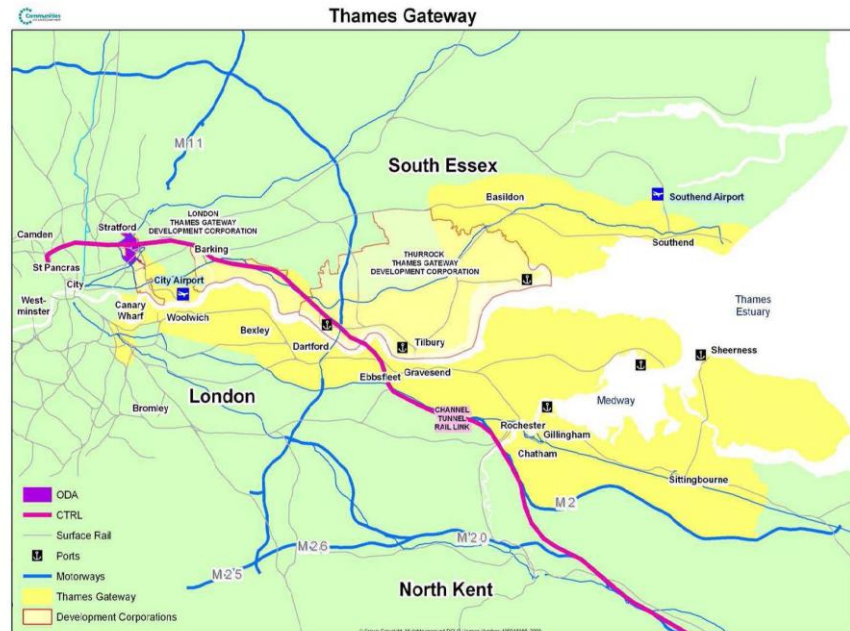 Communities
Thames Gateway
M11
South Essex
Basildon
Southend Airport
Southend
LONDON
THAMES GATEWAY
DEVELOPMENT CORPORATION
Stratford
Camden
Barking
St Pancras
THURROCK
THAMES GATEWAY
DEVELOPMENT CORPORATION
City
City Airport
West-
minster
Canary
Wharf
Woolwich
Thames
Estuary
Bexley
Dartford
Tilbury
Sheerness
Ebbsfleet
Gravesend
London
Bromley
Medway
CHANNEL
TUNNEL
RAIL LINK
Rochester
Gillingham
Chatham
Sittingbourne
M2
M20
M26
M25
North Kent
ODA
CTRL
Surface Rail
Ports
Motorways
Thames Gateway
Development Corporations